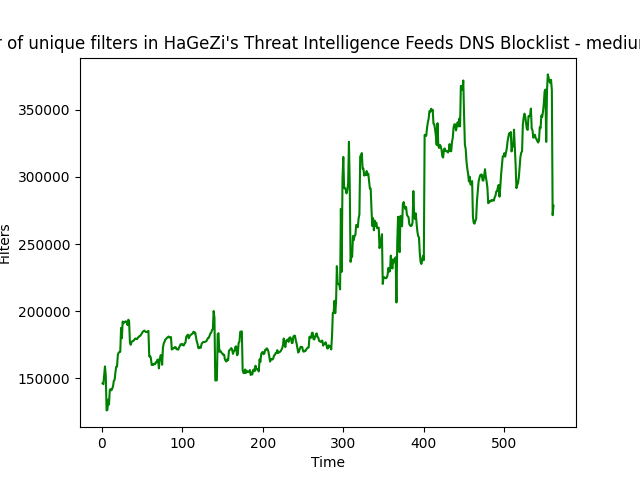 r of unique filters in HaGeZi's Threat Intelligence Feeds DNS Blocklist - mediu
350000
300000
250000
200000
150000
Filters
0 100 200 300 400 500
Time